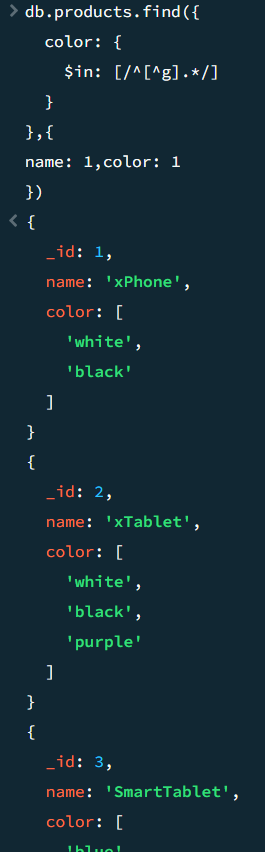 > db.products.find({
color: {
$in: [/^[^g].*/]
}
},{
name: 1,color: 1
})
< {
_id: 1,
name: 'xPhone',
color: [
'white',
'black'
]
}
{
_id: 2,
name: 'xTablet',
color: [
'white',
'black',
'purple'
]
}
{
_id: 3,
name: 'SmartTablet',
color: [
'blue'